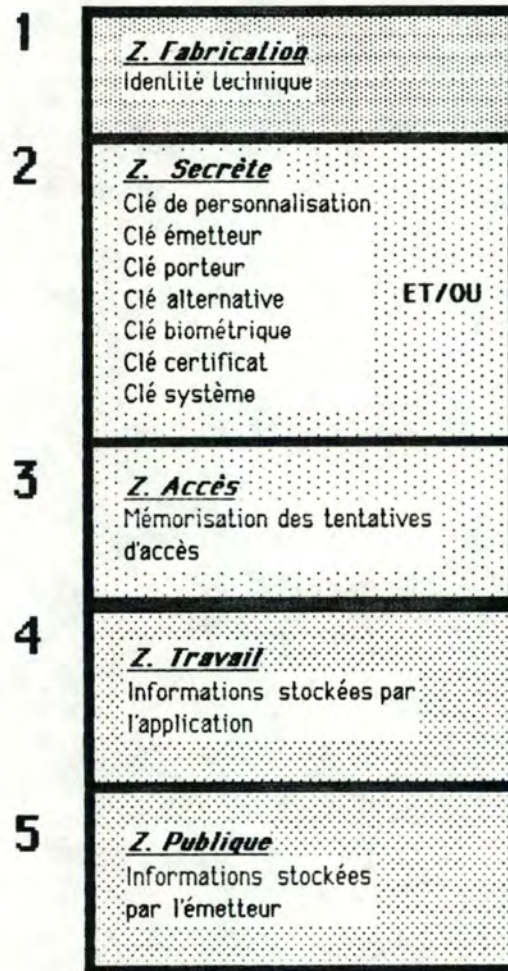 1
Z. Fabrication
Identité technique
2
Z. Secrète
Clé de personnalisation
Clé émetteur
Clé porteur
Clé alternative
ET/OU
Clé biométrique
Clé certificat
Clé système
3
Z. Accès
Mémorisation des tentatives
d'accès
4
Z. Travail
Informations stockées par
l'application
5
Z. Publique
Informations stockées
par l'émetteur